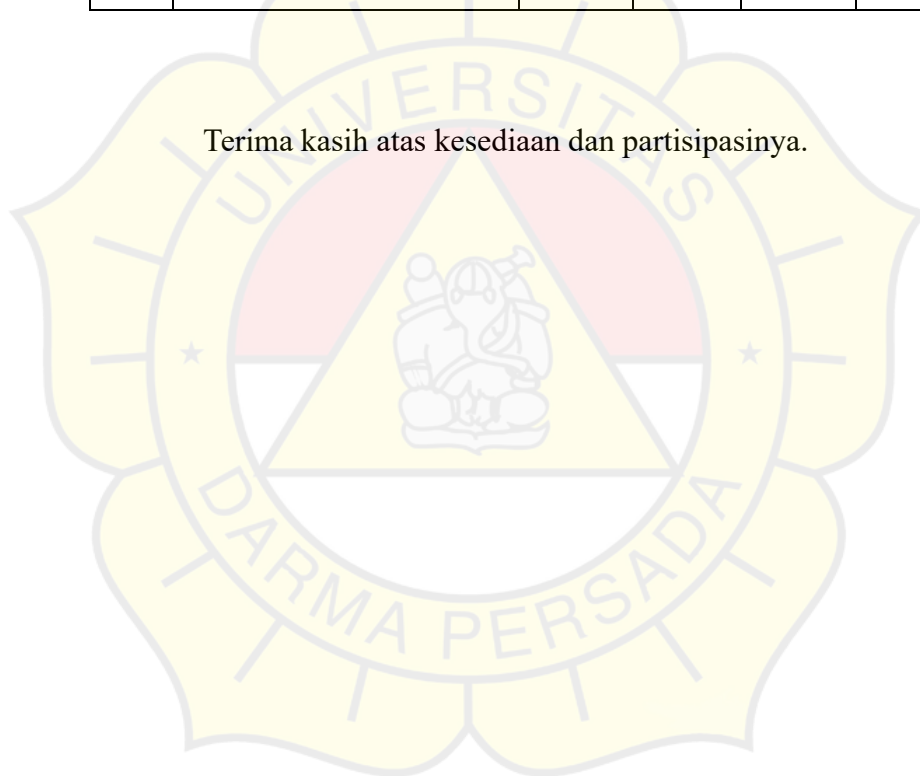 UNIVERSITAS
Terima kasih atas kesediaan dan partisipasinya.
DARMA PERSADA